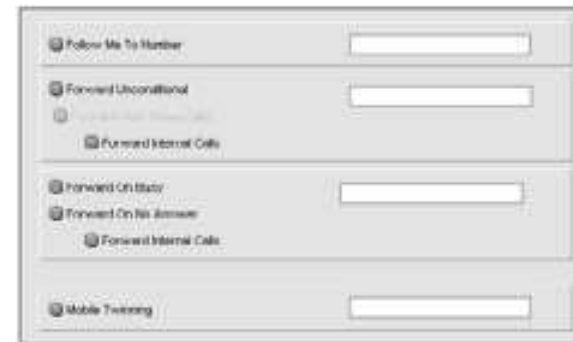 Follow Me To Number
Forward Unconditional
Forward Internal Calls
Forward On Busy
Forward On No Answer
Forward Internal Calls
Mobile Twinning